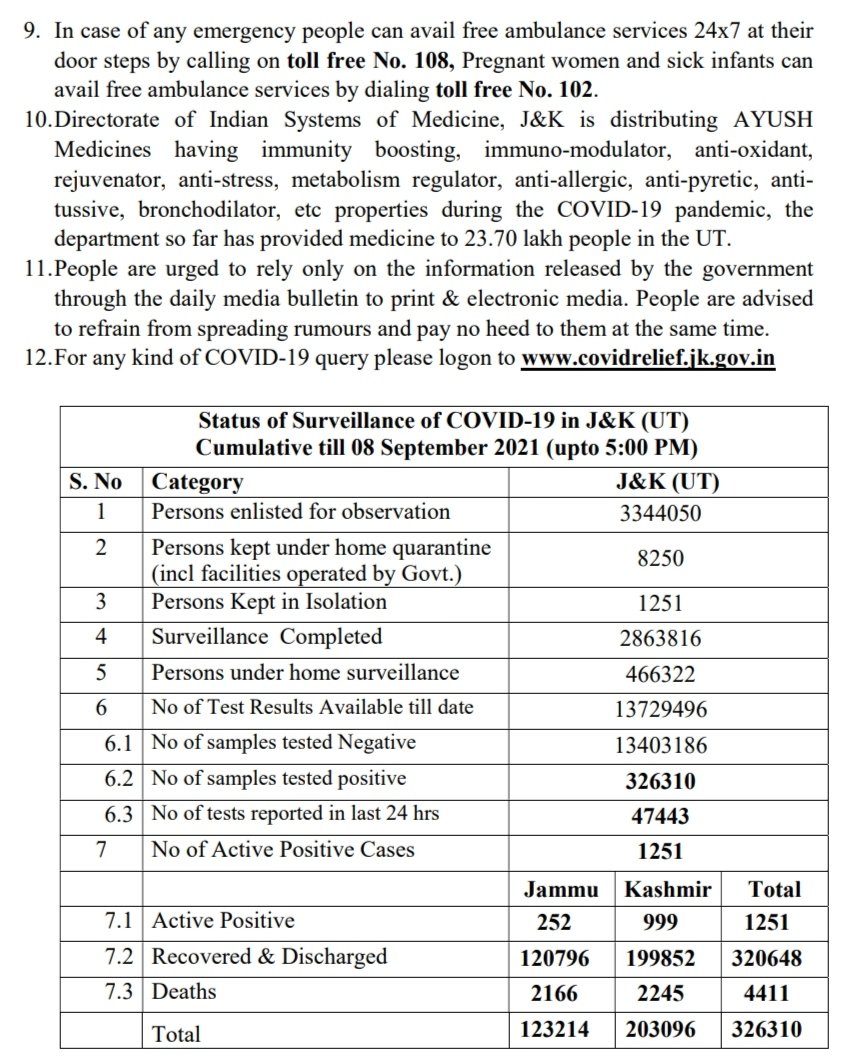 9. In case of any emergency people can avail free ambulance services 24x7 at their
door steps by calling on toll free No. 108, Pregnant women and sick infants can
avail free ambulance services by dialing toll free No. 102.
10.Directorate of Indian Systems of Medicine, J&K is distributing AYUSH
Medicines having immunity boosting, immuno-modulator, anti-oxidant,
rejuvenator, anti-stress, metabolism regulator, anti-allergic, anti-pyretic, anti-
tussive, bronchodilator, etc properties during the COVID-19 pandemic, the
department so far has provided medicine to 23.70 lakh people in the UT.
11.People are urged to rely only on the information released by the government
through the daily media bulletin to print & electronic media. People are advised
to refrain from spreading rumours and pay no heed to them at the same time.
12.For any kind of COVID-19 query please logon to www.covidrelief.jk.gov.in
Status of Surveillance of COVID-19 in J&K (UT)
Cumulative till 08 September 2021 (upto 5:00 PM)
S. No Category J&K (UT)
1 Persons enlisted for observation 3344050
2 Persons kept under home quarantine
(incl facilities operated by Govt.) 8250
3 Persons Kept in Isolation 1251
4 Surveillance Completed 2863816
5 Persons under home surveillance 466322
6 No of Test Results Available till date 13729496
6.1 No of samples tested Negative 13403186
6.2 No of samples tested positive 326310
6.3 No of tests reported in last 24 hrs 47443
7 No of Active Positive Cases 1251
Jammu Kashmir Total
7.1 Active Positive 252 999 1251
7.2 Recovered & Discharged 120796 199852 320648
7.3 Deaths 2166 2245 4411
Total 123214 203096 326310